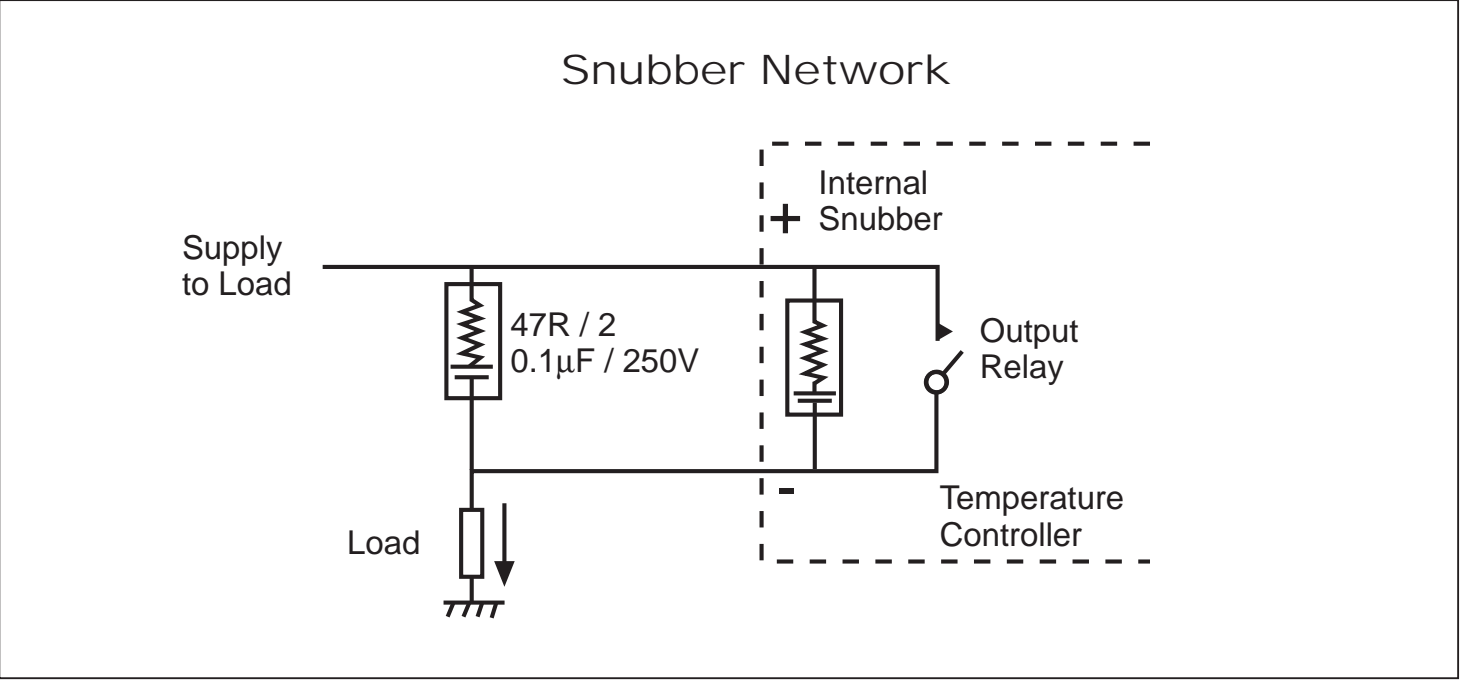 Snubber Network
Internal
Snubber
+
Supply
to Load
47R / 2
0.1μF / 250V
Output
Relay
-
Temperature
Controller
Load